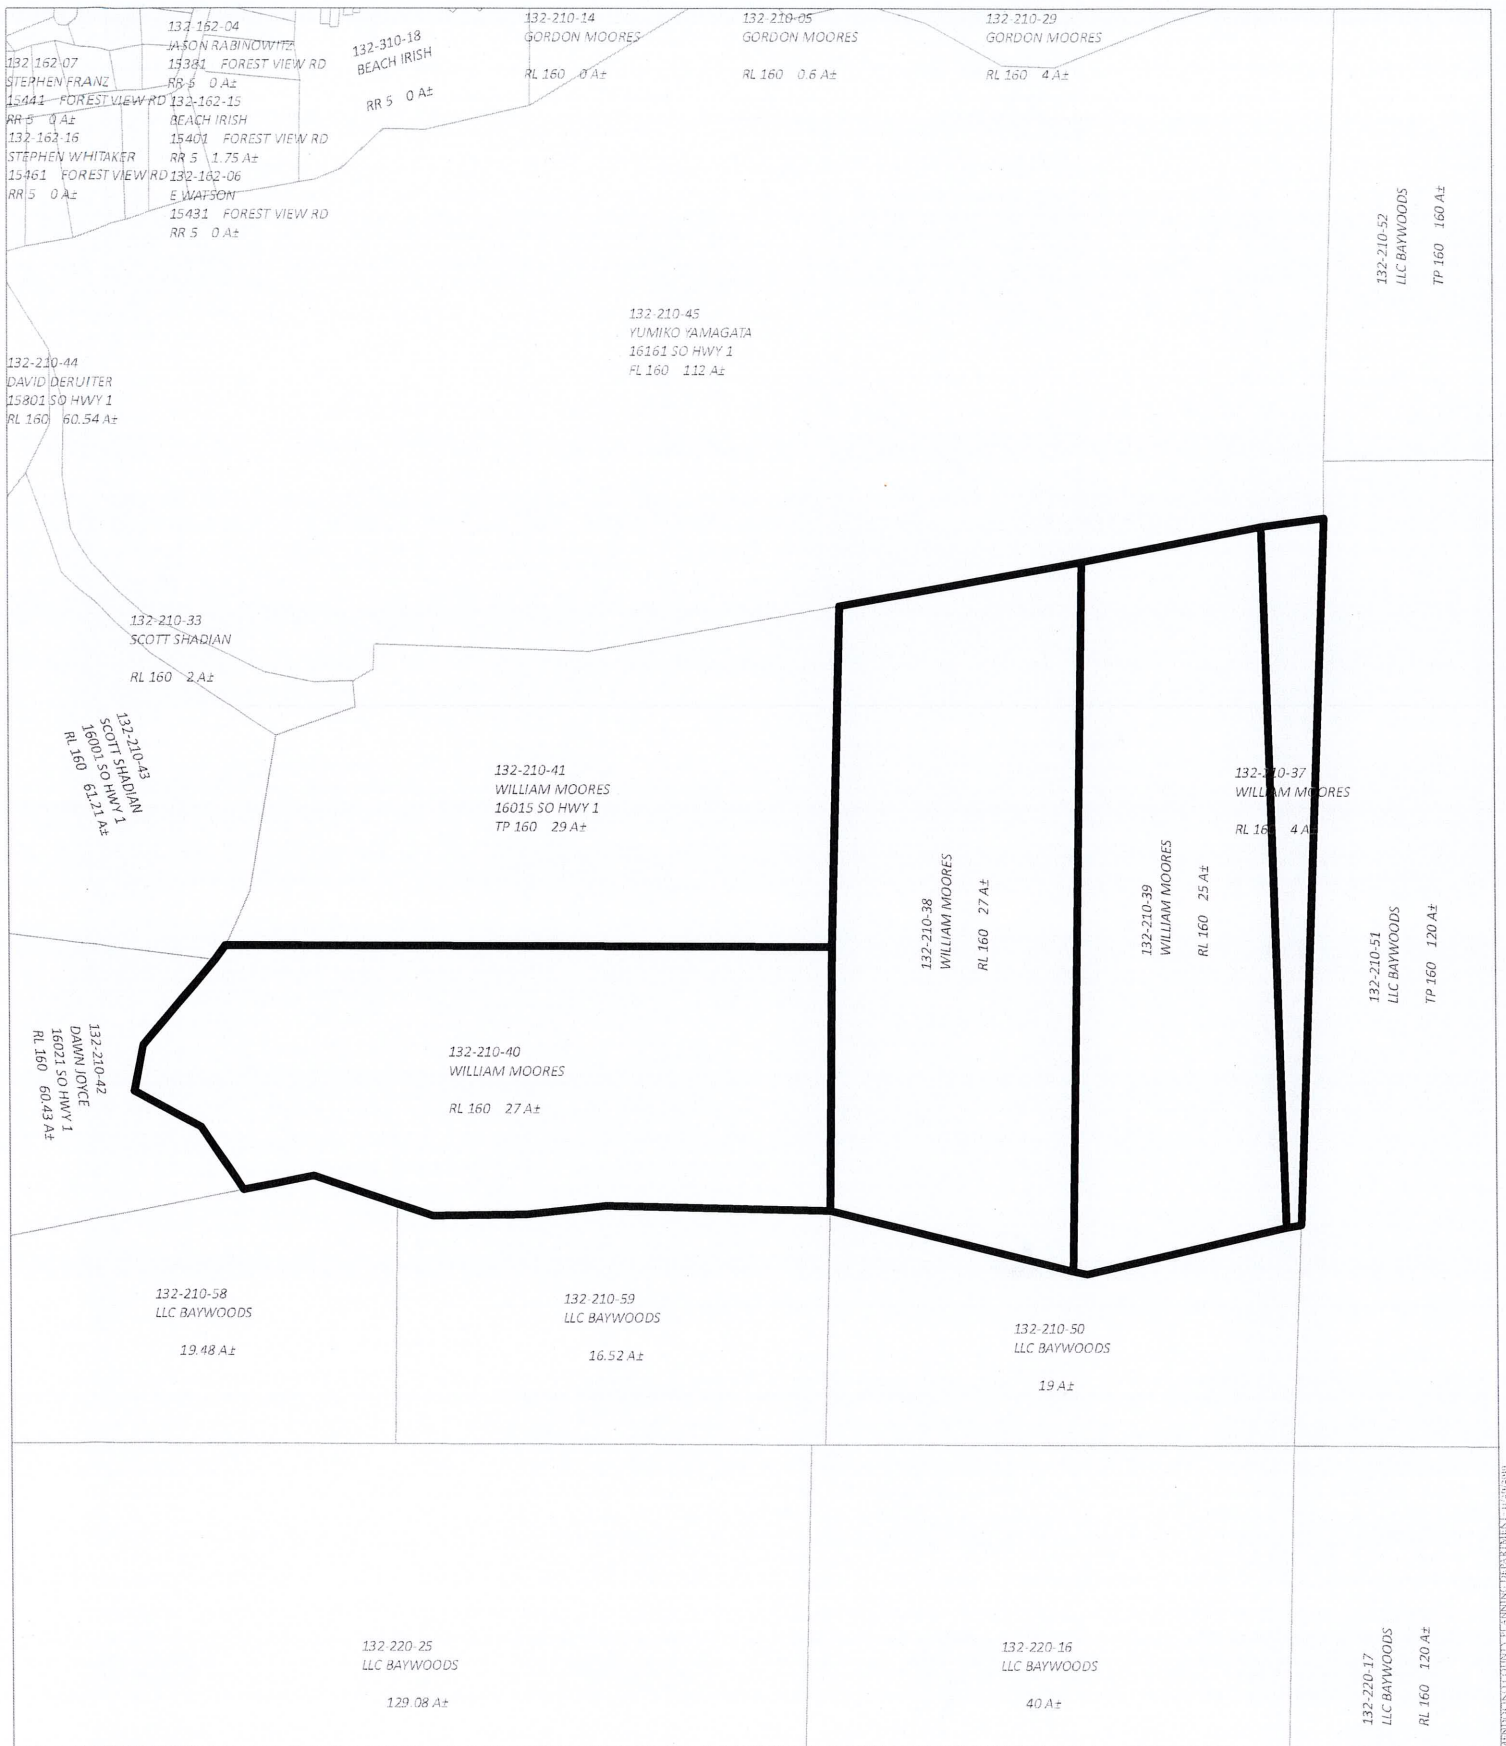 132-162-04
JASON RABINOWITZ
15381 FOREST VIEW RD
RR 5 0 A±
132-162-07
STEPHEN FRANZ
15441 FOREST VIEW RD
RR 5 0 A±
132-162-15
BEACH IRISH
15401 FOREST VIEW RD
RR 5 1.75 A±
132-162-16
STEPHEN WHITAKER
15461 FOREST VIEW RD
RR 5 0 A±
132-162-06
E WATSON
15431 FOREST VIEW RD
RR 5 0 A±
132-310-18
BEACH IRISH
RR 5 0 A±
132-210-14
GORDON MOORES
RL 160 0 A±
132-210-05
GORDON MOORES
RL 160 0.6 A±
132-210-29
GORDON MOORES
RL 160 4 A±
132-210-52
LLC BAYWOODS
TP 160 160 A±
132-210-45
YUMIKO YAMAGATA
16161 SO HWY 1
FL 160 112 A±
132-210-44
DAVID DERUITER
15801 SO HWY 1
RL 160 60.54 A±
132-210-33
SCOTT SHADIAN
RL 160 2 A±
132-210-43
SCOTT SHADIAN
16001 SO HWY 1
RL 160 61.21 A±
132-210-41
WILLIAM MOORES
16015 SO HWY 1
TP 160 29 A±
132-210-37
WILLIAM MOORES
RL 160 4 A±
132-210-38
WILLIAM MOORES
RL 160 27 A±
132-210-39
WILLIAM MOORES
RL 160 25 A±
132-210-51
LLC BAYWOODS
TP 160 120 A±
132-210-42
DAWN JOYCE
16021 SO HWY 1
RL 160 60.43 A±
132-210-40
WILLIAM MOORES
RL 160 27 A±
132-210-58
LLC BAYWOODS
19.48 A±
132-210-59
LLC BAYWOODS
16.52 A±
132-210-50
LLC BAYWOODS
19 A±
132-220-25
LLC BAYWOODS
129.08 A±
132-220-16
LLC BAYWOODS
40 A±
132-220-17
LLC BAYWOODS
RL 160 120 A±